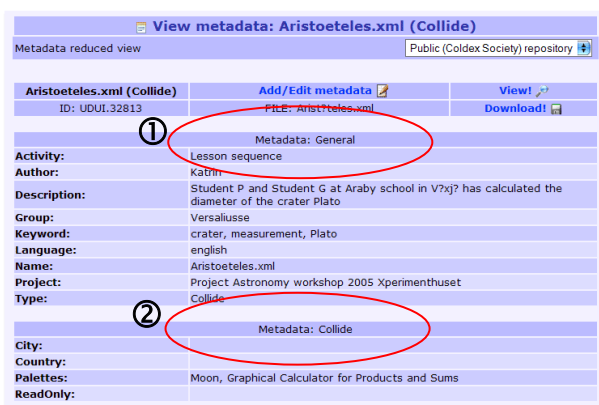 View metadata: Aristoeteles.xml (Collide)
Metadata reduced view Public (Coldex Society) repository
Aristoeteles.xml (Collide) Add/Edit metadata View!
ID: UDUI.32813 FILE: Arist?teles.xml Download!
①
Metadata: General
Activity: Lesson sequence
Author: Katrin
Description: Student P and Student G at Araby school in V?xj? has calculated the
diameter of the crater Plato
Group: Versaliusse
Keyword: crater, measurement, Plato
Language: english
Name: Aristoeteles.xml
Project: Project Astronomy workshop 2005 Xperimenthuset
Type: Collide
②
Metadata: Collide
City:
Country:
Palettes: Moon, Graphical Calculator for Products and Sums
ReadOnly: